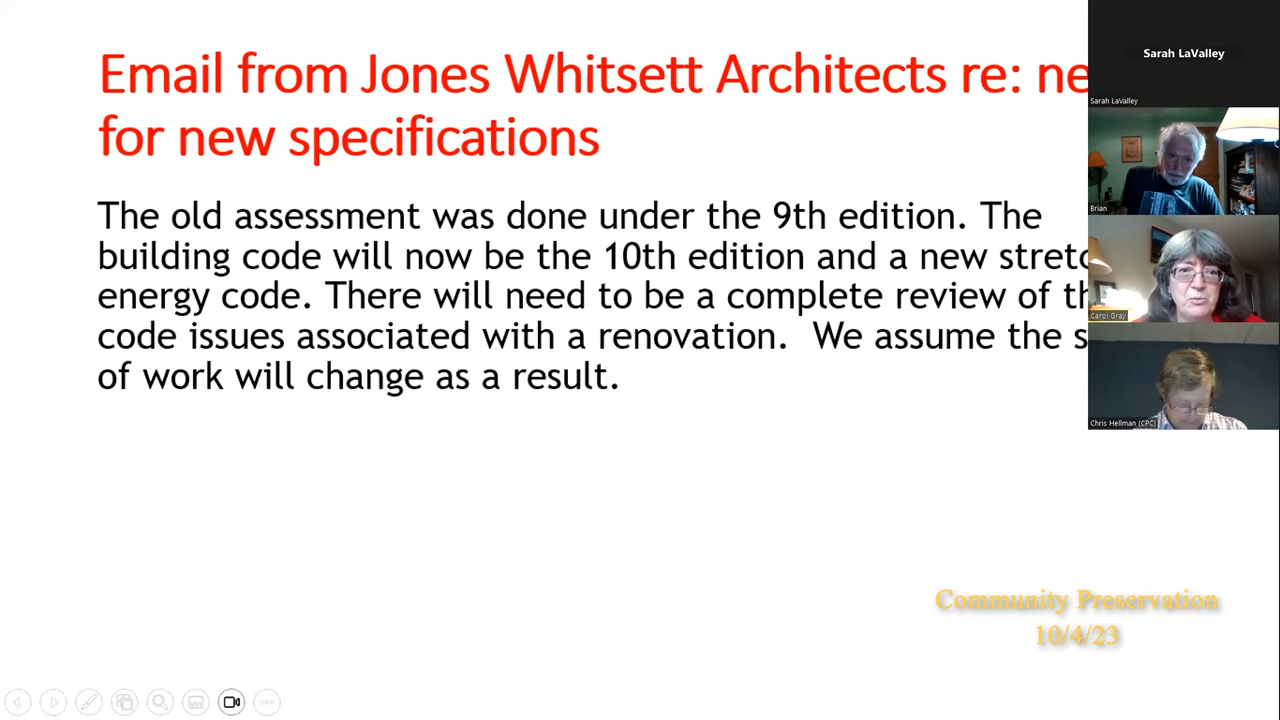 Email from Jones Whitsett Architects re:
for new specifications
The old assessment was done under the 9th edition. The
building code will now be the 10th edition and a new
energy code. There will need to be a complete review of
code issues associated with a renovation.  We assume the
of work will change as a result.
Community Preservation
10/4/23
Sarah LaValley
Sarah LaValley
Brian
Carol Gray
Chris Hellman (CPC)